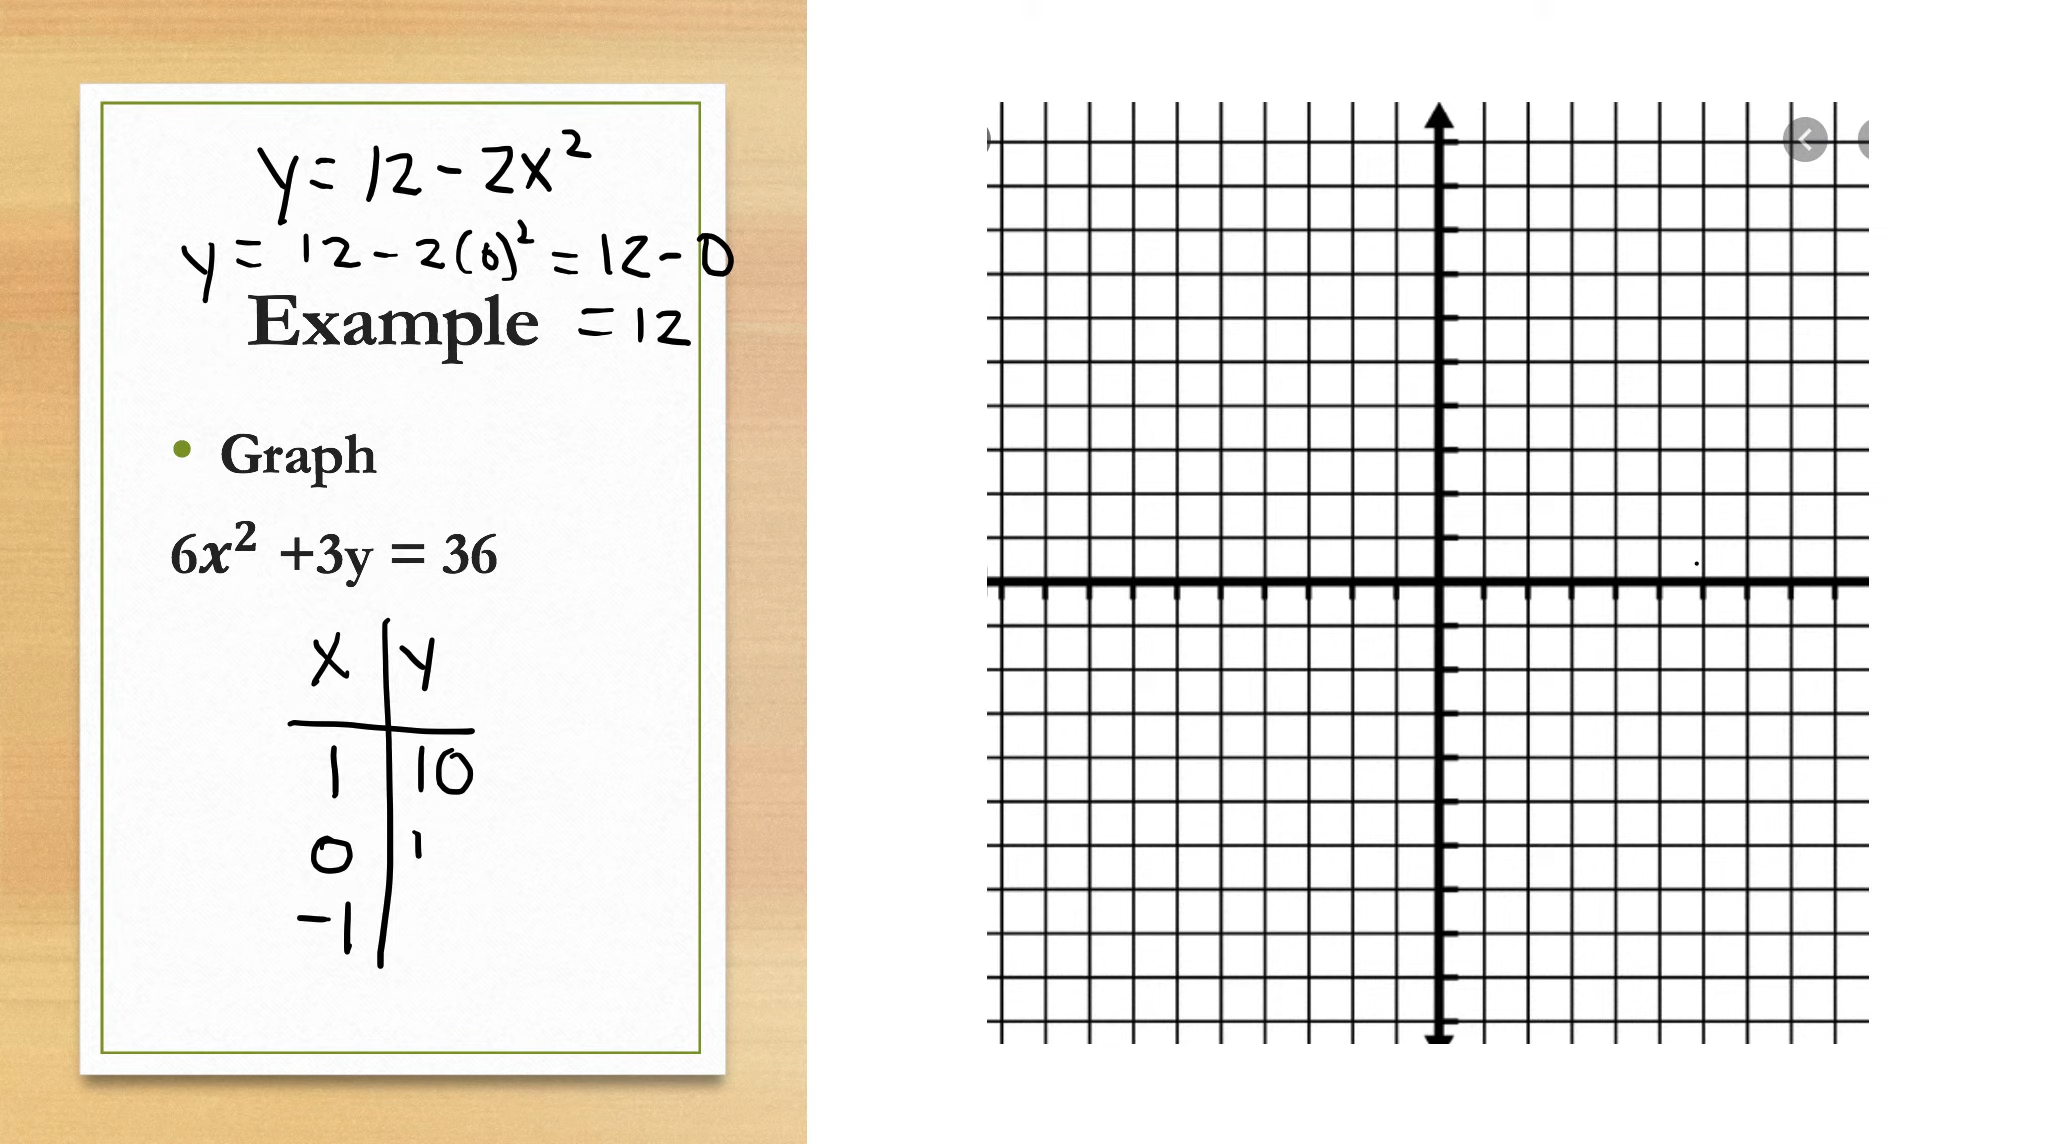 y = 12 - 2x²
y = 12 - 2(0)² = 12 - 0
Example = 12
• Graph
6x² +3y = 36
x | y
1 | 10
0 | 1
-1 |